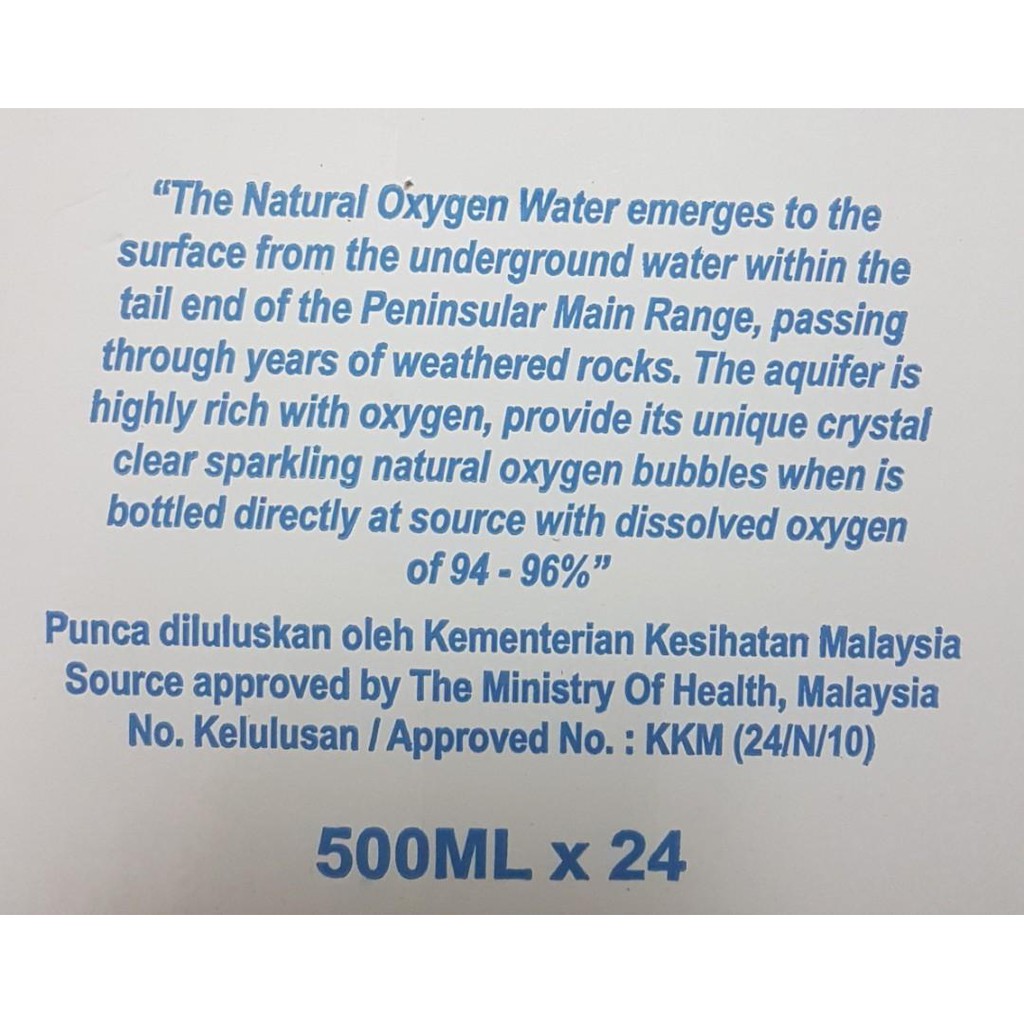 “The Natural Oxygen Water emerges to the
surface from the underground water within the
tail end of the Peninsular Main Range, passing
through years of weathered rocks. The aquifer is
highly rich with oxygen, provide its unique crystal
clear sparkling natural oxygen bubbles when is
bottled directly at source with dissolved oxygen
of 94 - 96%”
Punca diluluskan oleh Kementerian Kesihatan Malaysia
Source approved by The Ministry Of Health, Malaysia
No. Kelulusan / Approved No. : KKM (24/N/10)
500ML x 24